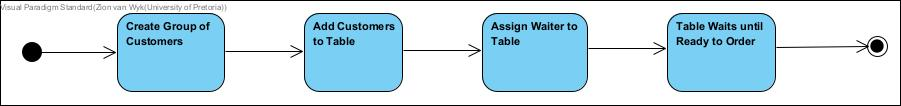 Visual Paradigm Standard(Zion van Wyk(University of Pretoria))
Create Group of
Customers
Add Customers
to Table
Assign Waiter to
Table
Table Waits until
Ready to Order